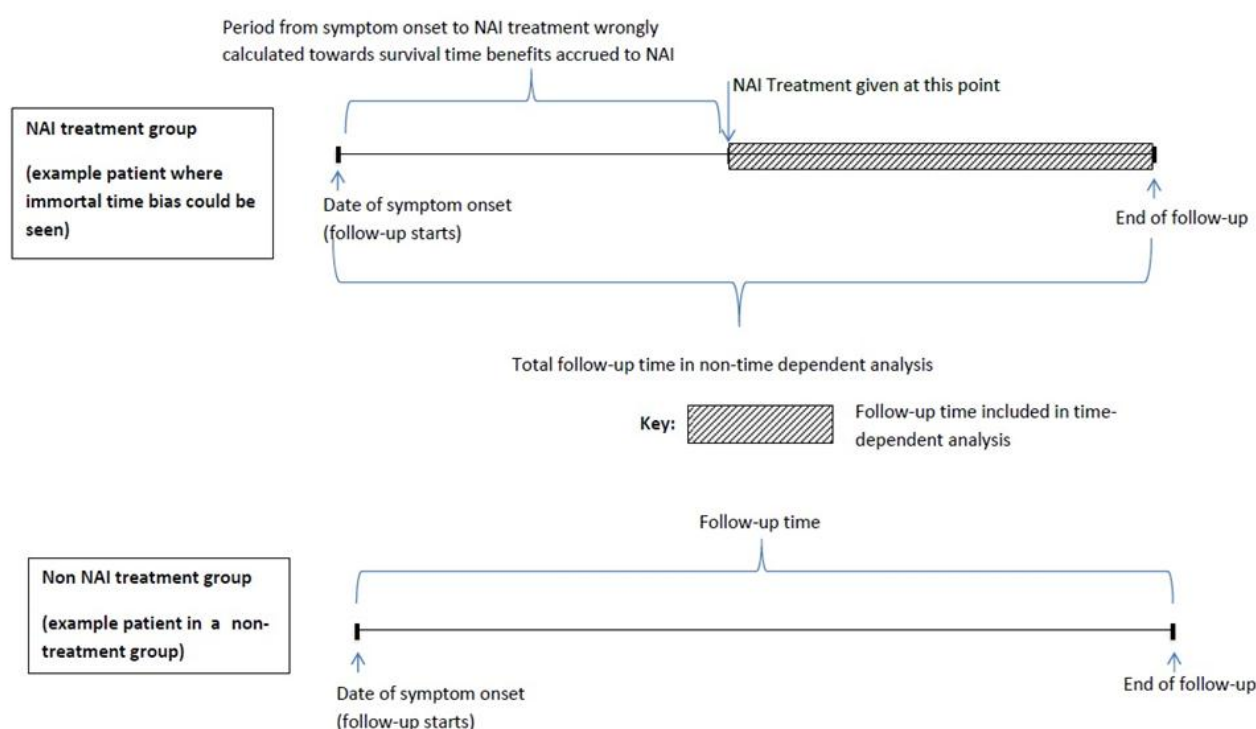 Period from symptom onset to NAI treatment wrongly
calculated towards survival time benefits accrued to NAI
NAI Treatment given at this point
NAI treatment group
(example patient where
immortal time bias could be
seen)
Date of symptom onset
(follow-up starts)
End of follow-up
Total follow-up time in non-time dependent analysis
Key:
Follow-up time included in time-
dependent analysis
Follow-up time
Non NAI treatment group
(example patient in a non-
treatment group)
Date of symptom onset
(follow-up starts)
End of follow-up